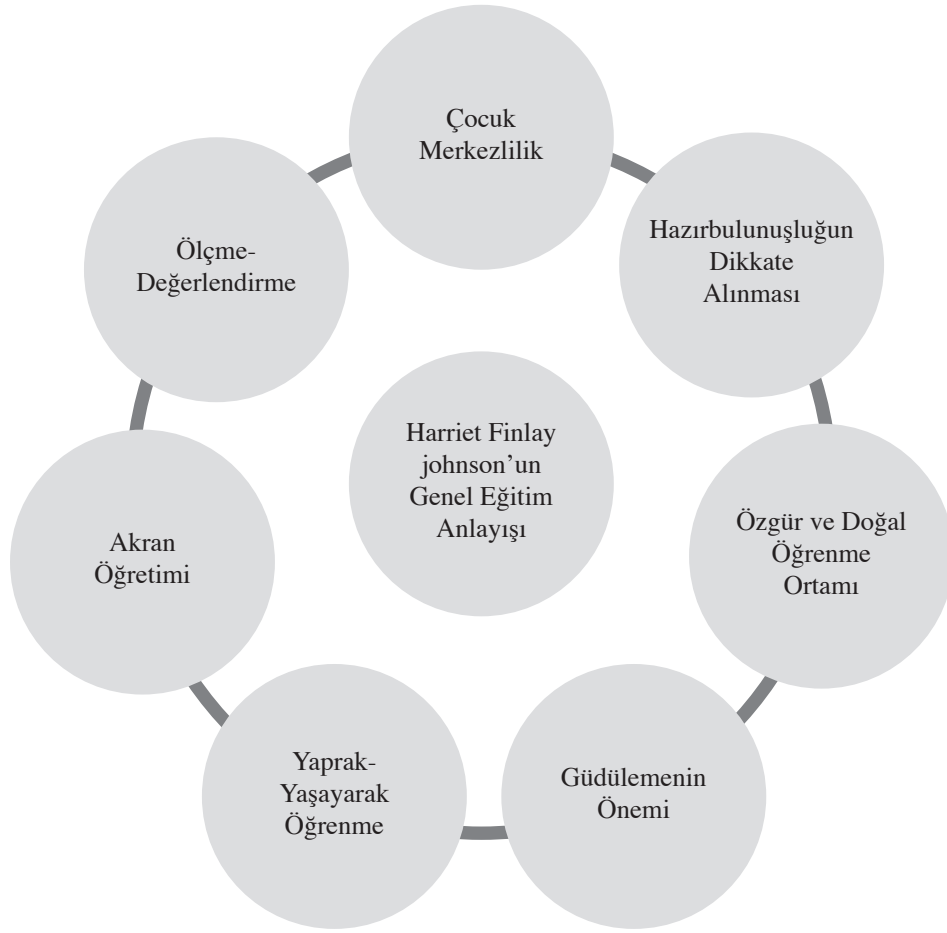 Çocuk
Merkezlilik
Hazırbulunuşluğun
Dikkate
Alınması
Özgür ve Doğal
Öğrenme
Ortamı
Güdülemenin
Önemi
Yaprak-
Yaşayarak
Öğrenme
Akran
Öğretimi
Ölçme-
Değerlendirme
Harriet Finlay
johnson’un
Genel Eğitim
Anlayışı